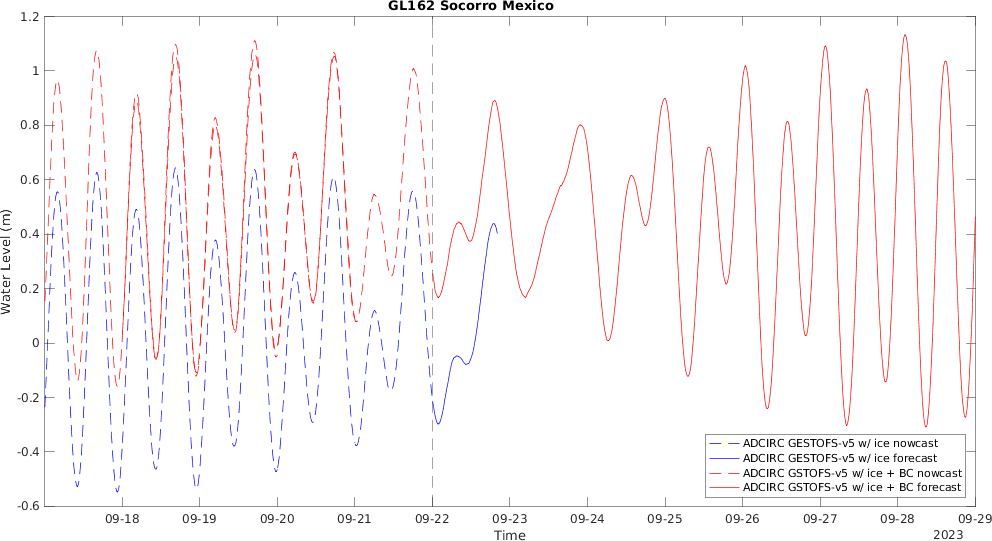 GL162 Socorro Mexico
1.2
1
0.8
0.6
0.4
0.2
0
-0.2
-0.4
-0.6
Water Level (m)
ADCIRC GESTOFS-v5 w/ ice nowcast
ADCIRC GESTOFS-v5 w/ ice forecast
ADCIRC GSTOFS-v5 w/ ice + BC nowcast
ADCIRC GSTOFS-v5 w/ ice + BC forecast
09-18 09-19 09-20 09-21 09-22 09-23 09-24 09-25 09-26 09-27 09-28 09-29
Time
2023